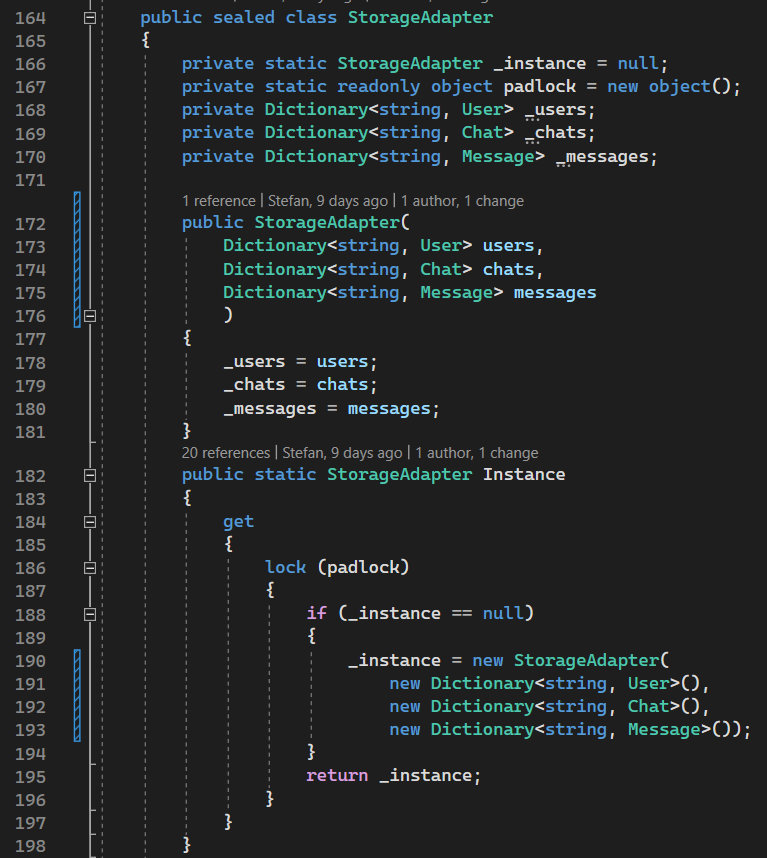 164 public sealed class StorageAdapter
165 {
166 private static StorageAdapter _instance = null;
167 private static readonly object padlock = new object();
168 private Dictionary<string, User> _users;
169 private Dictionary<string, Chat> _chats;
170 private Dictionary<string, Message> _messages;
171
1 reference | Stefan, 9 days ago | 1 author, 1 change
172 public StorageAdapter(
173 Dictionary<string, User> users,
174 Dictionary<string, Chat> chats,
175 Dictionary<string, Message> messages
176 )
177 {
178 _users = users;
179 _chats = chats;
180 _messages = messages;
181 }
20 references | Stefan, 9 days ago | 1 author, 1 change
182 public static StorageAdapter Instance
183 {
184 get
185 {
186 lock (padlock)
187 {
188 if (_instance == null)
189 {
190 _instance = new StorageAdapter(
191 new Dictionary<string, User>(),
192 new Dictionary<string, Chat>(),
193 new Dictionary<string, Message>());
194 }
195 return _instance;
196 }
197 }
198 }